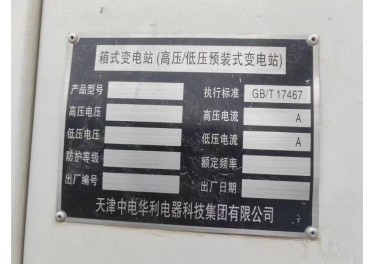 箱式变电站(高压/低压预装式变电站)
产品型号 执行标准 GB/T 17467
高压电压 高压电流 A
低压电压 低压电流 A
防护等级 额定频率
出厂编号 出厂日期
天津中电华利电器科技集团有限公司